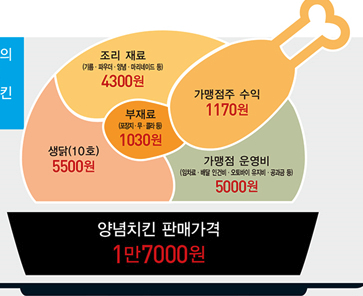 의
킨
조리 재료
(기름 · 파우더 · 양념 · 마리네이드 등)
4300원
가맹점주 수익
1170원
부재료
(포장지 · 무 · 콜라 등)
1030원
생닭(10호)
5500원
가맹점 운영비
(임차료 · 배달 인건비 · 오토바이 유지비 · 공과금 등)
5000원
양념치킨 판매가격
1만7000원